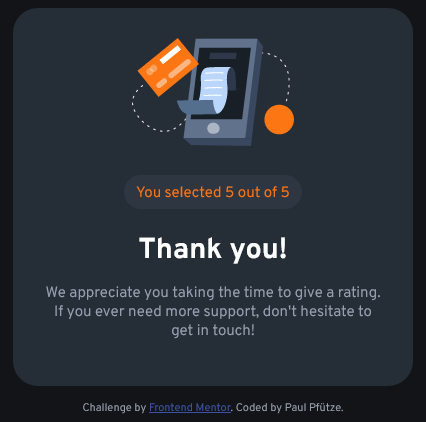 You selected 5 out of 5
Thank you!
We appreciate you taking the time to give a rating.
If you ever need more support, don't hesitate to
get in touch!
Challenge by Frontend Mentor. Coded by Paul Pfütze.